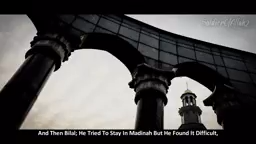 And Then Bilal; He Tried To Stay In Madinah But He Found It Difficult,